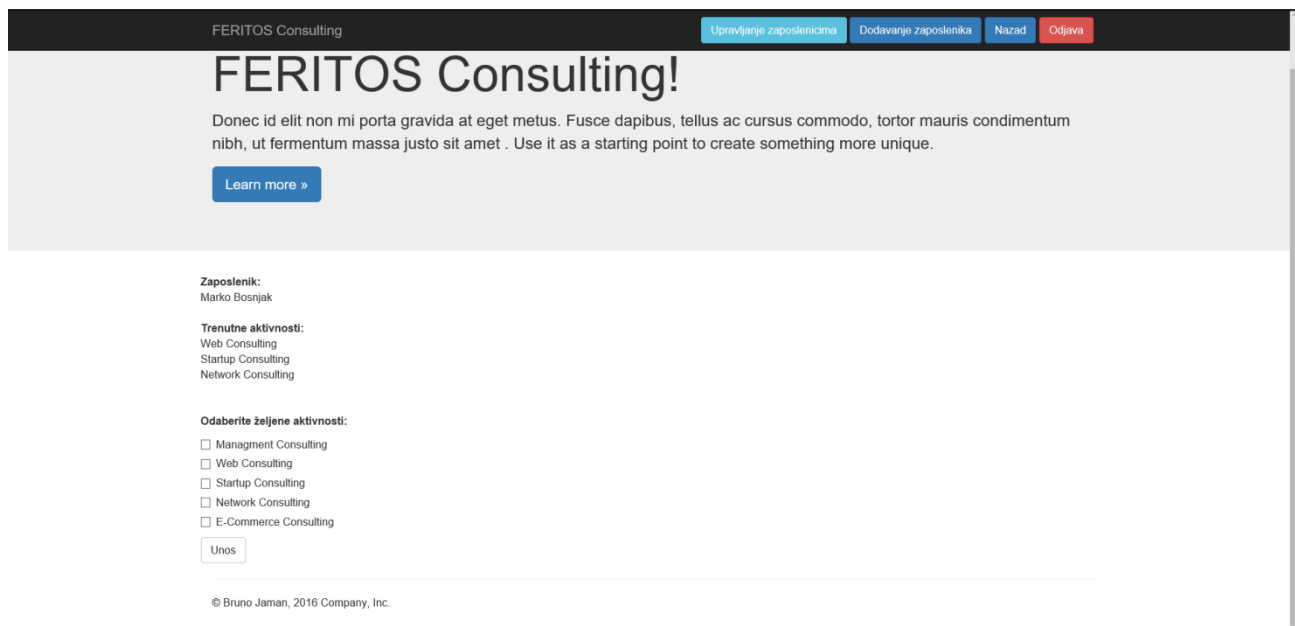 FERITOS Consulting
Upravljanje zaposlenicima
Dodavanje zaposlenika
Nazad
Odjava
FERITOS Consulting!
Donec id elit non mi porta gravida at eget metus. Fusce dapibus, tellus ac cursus commodo, tortor mauris condimentum
nibh, ut fermentum massa justo sit amet . Use it as a starting point to create something more unique.
Learn more »
Zaposlenik:
Marko Bosnjak
Trenutne aktivnosti:
Web Consulting
Startup Consulting
Network Consulting
Odaberite željene aktivnosti:
Managment Consulting
Web Consulting
Startup Consulting
Network Consulting
E-Commerce Consulting
Unos
© Bruno Jaman, 2016 Company, Inc.